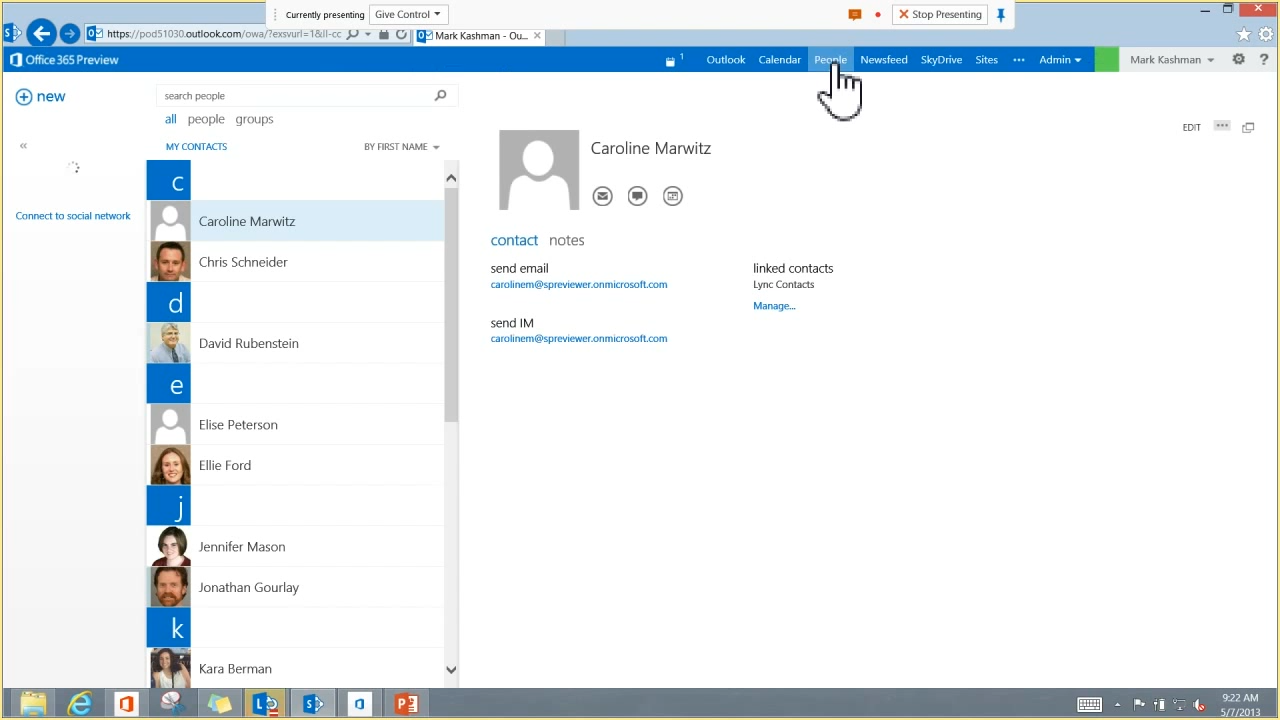 Currently presenting
Give Control
Stop Presenting
https://pod51030.outlook.com/owa/?exsvurl=1&ll-cc
Mark Kashman - Ou...
Office 365 Preview
1
Outlook
Calendar
People
Newsfeed
SkyDrive
Sites
Admin
Mark Kashman
?
new
search people
all people groups
MY CONTACTS
BY FIRST NAME
Connect to social network
c
Caroline Marwitz
Chris Schneider
d
David Rubenstein
e
Elise Peterson
Ellie Ford
j
Jennifer Mason
Jonathan Gourlay
k
Kara Berman
EDIT
Caroline Marwitz
contact notes
send email
carolinem@spreviewer.onmicrosoft.com
send IM
carolinem@spreviewer.onmicrosoft.com
linked contacts
Lync Contacts
Manage...
9:22 AM
5/7/2013